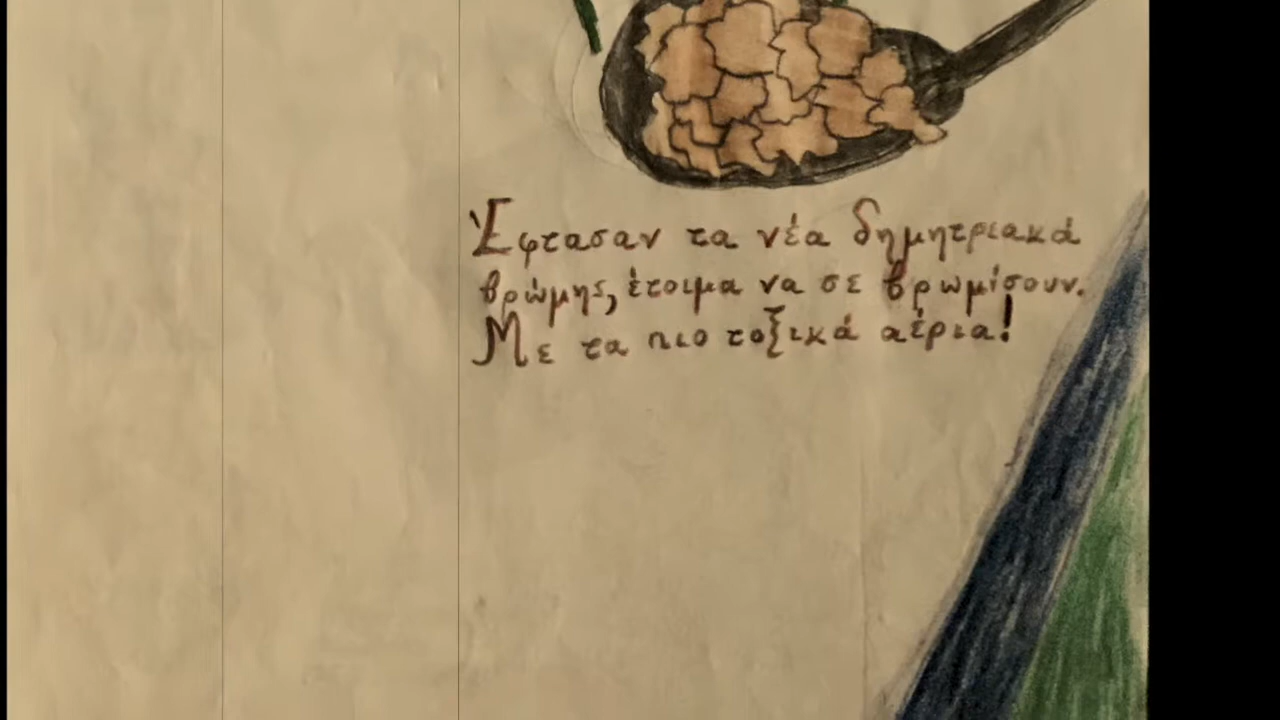 Έφτασαν τα νέα δημητριακά
βρώμης, έτοιμα να σε βρωμίσουν.
Με τα πιο τοξικά αέρια!